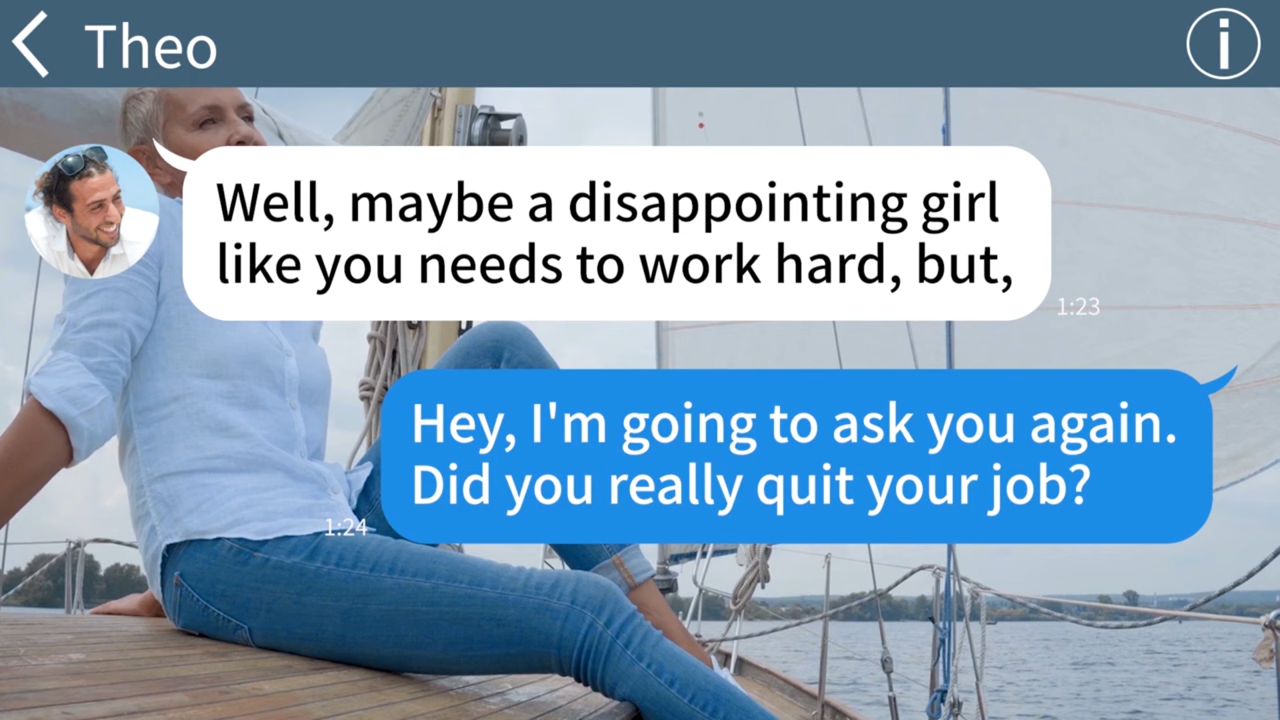 Theo
i
Well, maybe a disappointing girl
like you needs to work hard, but,
1:23
Hey, I'm going to ask you again.
Did you really quit your job?
1:24